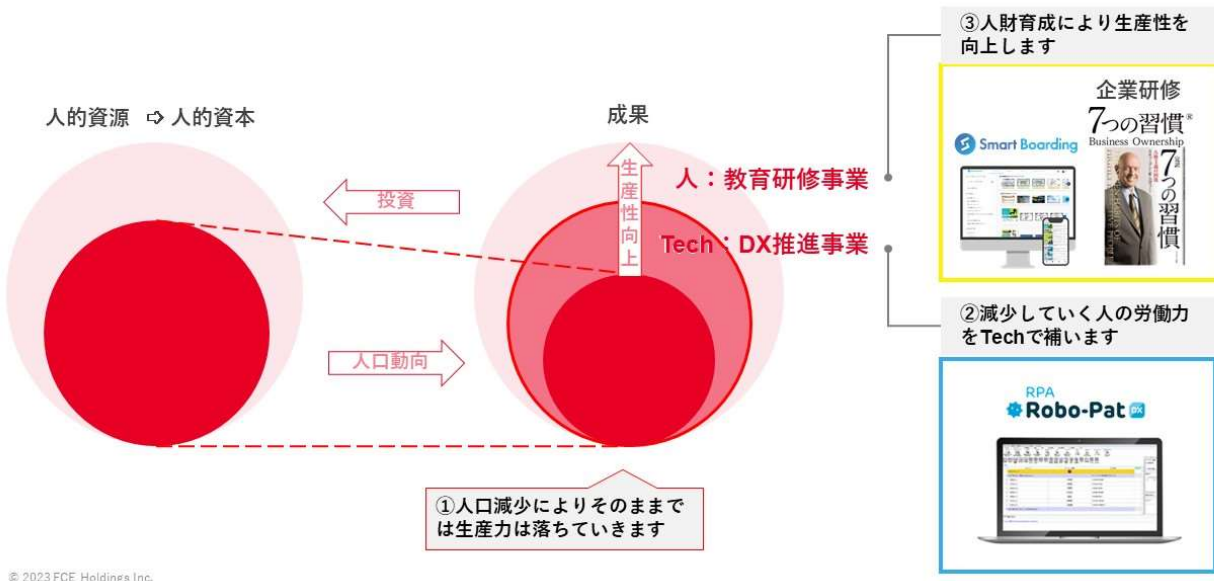 ③人財育成により生産性を
向上します
人的資源 ➪ 人的資本
成果
企業研修
7つの習慣®
Business Ownership
Smart Boarding
7つの習慣
生産性向上
人：教育研修事業
投資
Tech：DX推進事業
②減少していく人の労働力
をTechで補います
人口動向
RPA
Robo-Pat DX
①人口減少によりそのままで
は生産力は落ちていきます
© 2023 FCE Holdings Inc.